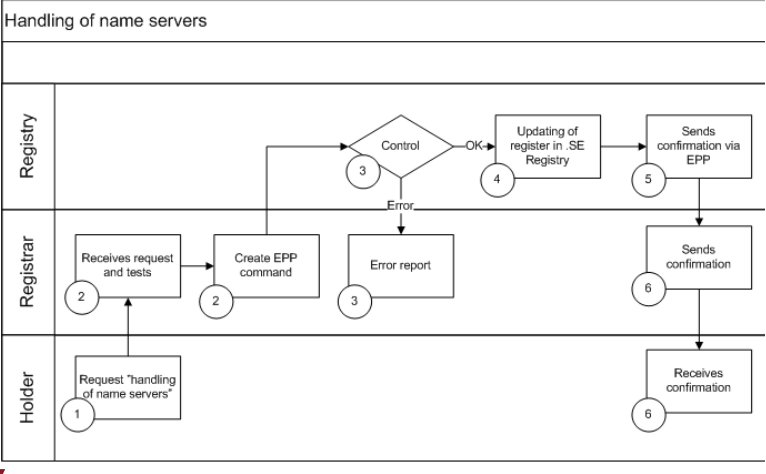 Handling of name servers
Registry
Control
3
OK
Updating of
register in .SE
Registry
4
Sends
confirmation via
EPP
5
Error
Registrar
Receives request
and tests
2
Create EPP
command
2
Error report
3
Sends
confirmation
6
Holder
Request "handling
of name servers"
1
Receives
confirmation
6